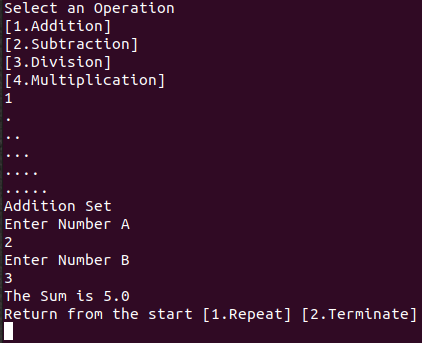 Select an Operation
[1.Addition]
[2.Subtraction]
[3.Division]
[4.Multiplication]
1
.
..
...
....
.....
Addition Set
Enter Number A
2
Enter Number B
3
The Sum is 5.0
Return from the start [1.Repeat] [2.Terminate]